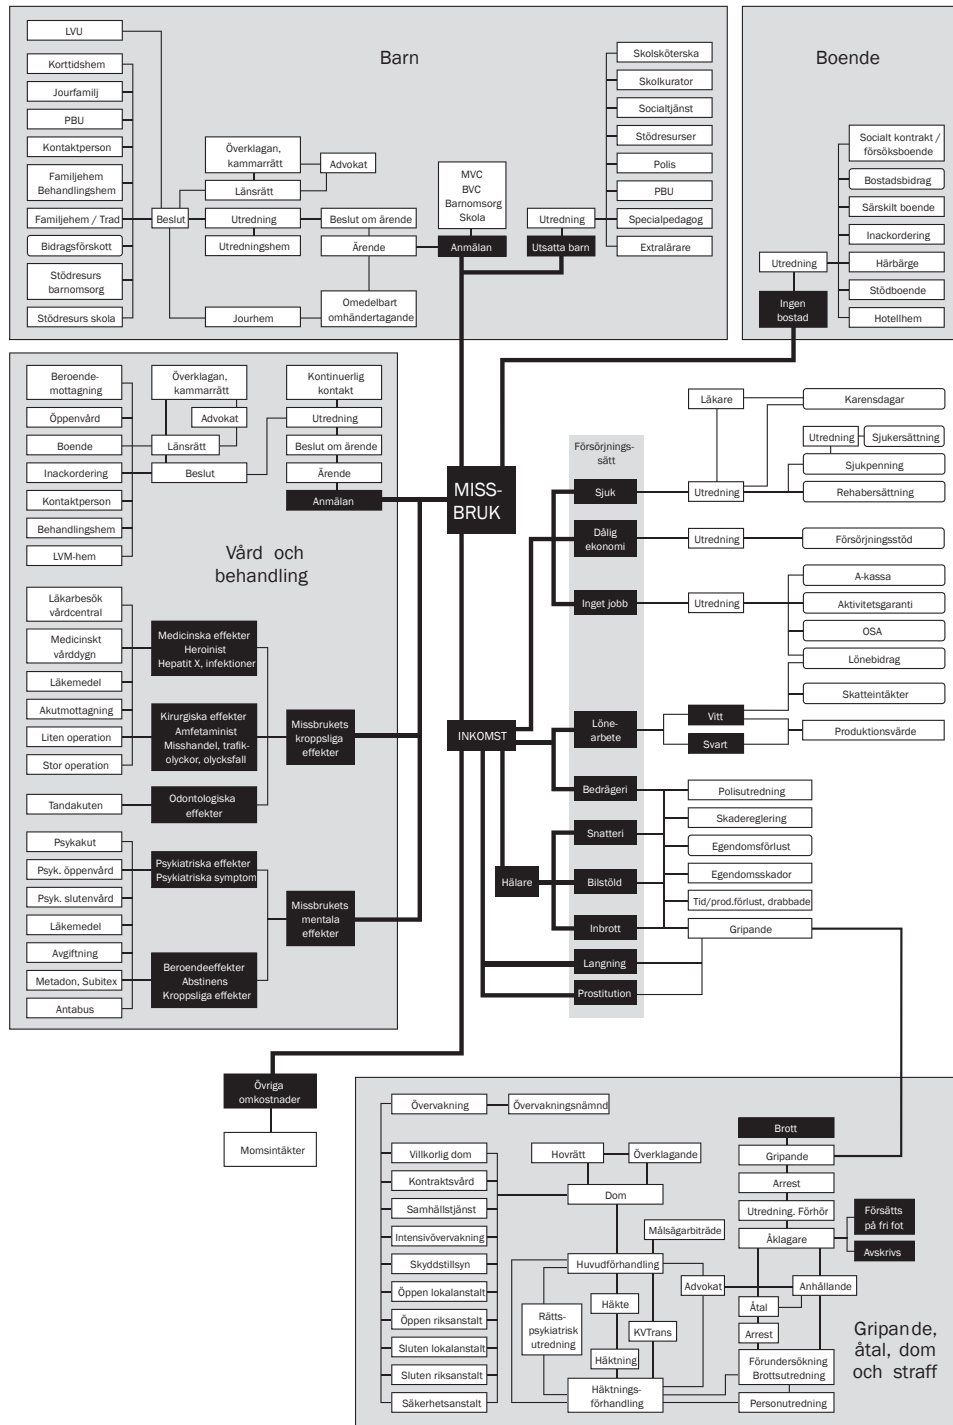 Barn
LVU
Korttidshem
Jourfamilj
PBU
Kontaktperson
Familjehem
Behandlingshem
Familjehem / Trad
Bidragsförskott
Stödresurs
barnomsorg
Stödresurs skola
Beslut
Överklagan,
kammarrätt
Advokat
Länsrätt
Utredning
Utredningshem
Jourhem
Beslut om ärende
Ärende
Omedelbart
omhändertagande
MVC
BVC
Barnomsorg
Skola
Anmälan
Utredning
Utsatta barn
Skolsköterska
Skolkurator
Socialtjänst
Stödresurser
Polis
PBU
Specialpedagog
Extralärare
Boende
Utredning
Ingen
bostad
Socialt kontrakt /
försöksboende
Bostadsbidrag
Särskilt boende
Inackordering
Härbärge
Stödboende
Hotellhem
Beroende-
mottagning
Öppenvård
Boende
Inackordering
Kontaktperson
Behandlingshem
LVM-hem
Överklagan,
kammarrätt
Advokat
Länsrätt
Beslut
Kontinuerlig
kontakt
Utredning
Beslut om ärende
Ärende
Anmälan
Vård och
behandling
Läkarbesök
vårdcentral
Medicinskt
vårddygn
Läkemedel
Akutmottagning
Liten operation
Stor operation
Tandakuten
Medicinska effekter
Heroinist
Hepatit X, infektioner
Kirurgiska effekter
Amfetaminist
Misshandel, trafik-
olyckor, olycksfall
Odontologiska
effekter
Missbrukets
kroppsliga
effekter
Psykakut
Psyk. öppenvård
Psyk. slutenvård
Läkemedel
Avgiftning
Metadon, Subitex
Antabus
Psykiatriska effekter
Psykiatriska symptom
Beroendeeffekter
Abstinens
Kroppsliga effekter
Missbrukets
mentala
effekter
MISS-
BRUK
INKOMST
Hälare
Försörjnings-
sätt
Sjuk
Dålig
ekonomi
Inget jobb
Löne-
arbete
Bedrägeri
Snatteri
Bilstöld
Inbrott
Langning
Prostitution
Läkare
Karensdagar
Utredning
Sjukersättning
Sjukpenning
Utredning
Rehabersättning
Utredning
Försörjningsstöd
Utredning
A-kassa
Aktivitetsgaranti
OSA
Lönebidrag
Skatteintäkter
Vitt
Svart
Produktionsvärde
Polisutredning
Skadereglering
Egendomsförlust
Egendomsskador
Tid/prod.förlust, drabbade
Gripande
Övriga
omkostnader
Momsintäkter
Övervakning
Övervakningsnämnd
Villkorlig dom
Kontraktsvård
Samhällstjänst
Intensivövervakning
Skyddstillsyn
Öppen lokalanstalt
Öppen riksanstalt
Sluten lokalanstalt
Sluten riksanstalt
Säkerhetsanstalt
Hovrätt
Överklagande
Dom
Målsägarbiträde
Huvudförhandling
Häkte
Rätts-
psykiatrisk
utredning
KVTrans
Häktning
Häktnings-
förhandling
Brott
Gripande
Arrest
Utredning. Förhör
Åklagare
Försätts
på fri fot
Avskrivs
Advokat
Anhållande
Åtal
Arrest
Förundersökning
Brottsutredning
Personutredning
Gripande,
åtal, dom
och straff